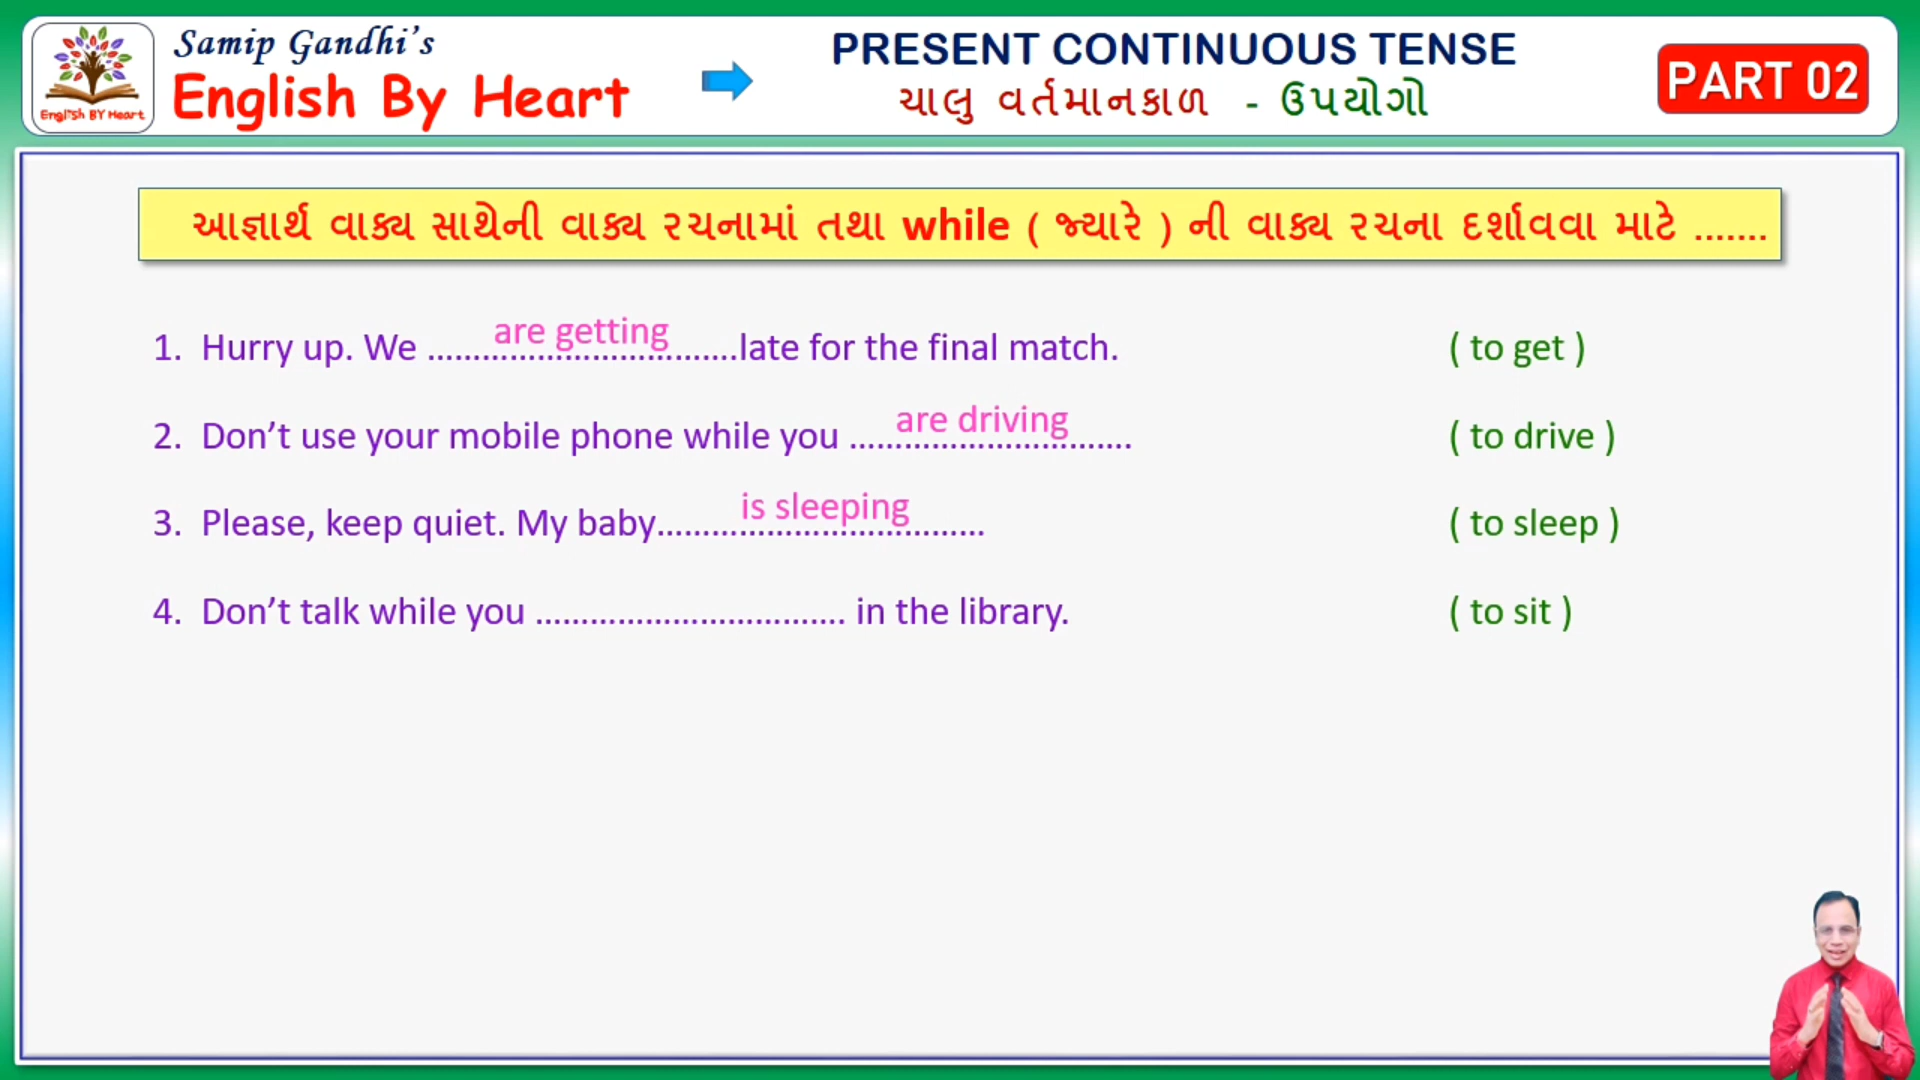 Samip Gandhi's
English By Heart
English BY Heart
PRESENT CONTINUOUS TENSE
ચાલુ વર્તમાનકાળ - ઉપયોગો
PART 02
આજ્ઞાર્થ વાક્ય સાથેની વાક્ય રચનામાં તથા while ( જ્યારે ) ની વાક્ય રચના દર્શાવવા માટે .......
1. Hurry up. We ..................are getting..................late for the final match. ( to get )
2. Don't use your mobile phone while you ..................are driving.................. ( to drive )
3. Please, keep quiet. My baby..................is sleeping.................. ( to sleep )
4. Don't talk while you .................................. in the library. ( to sit )